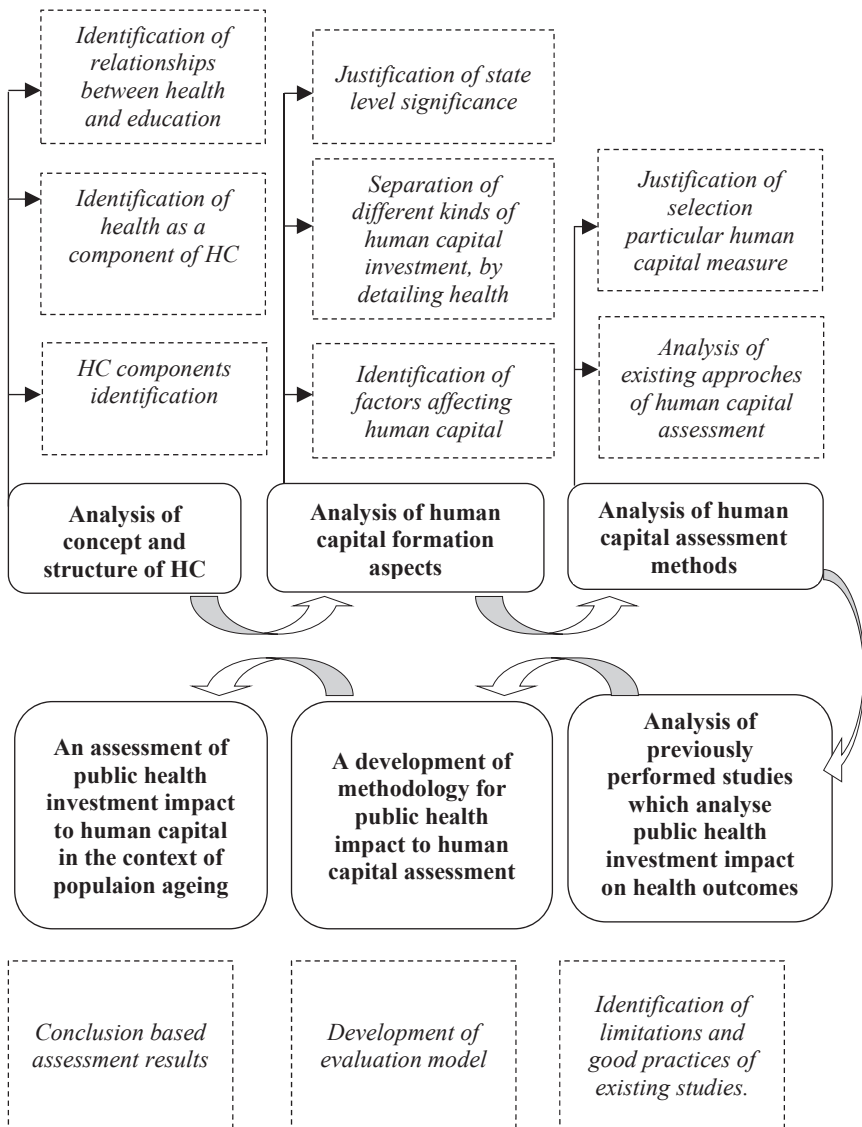 Identification of
relationships
between health
and education
Identification of
health as a
component of HC
HC components
identification
Justification of state
level significance
Separation of
different kinds of
human capital
investment, by
detailing health
Identification of
factors affecting
human capital
Justification of
selection
particular human
capital measure
Analysis of
existing approches
of human capital
assessment
Analysis of
concept and
structure of HC
Analysis of human
capital formation
aspects
Analysis of human
capital assessment
methods
An assessment of
public health
investment impact
to human capital
in the context of
populaion ageing
A development of
methodology for
public health
impact to human
capital assessment
Analysis of
previously
performed studies
which analyse
public health
investment impact
on health outcomes
Conclusion based
assessment results
Development of
evaluation model
Identification of
limitations and
good practices of
existing studies.